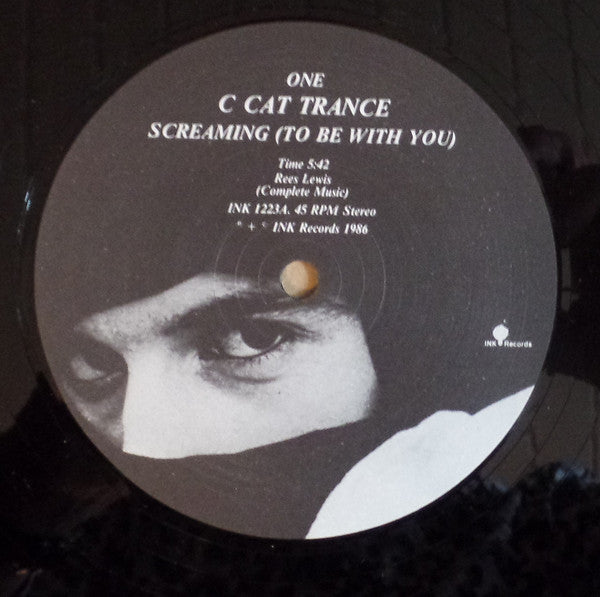 ONE
C CAT TRANCE
SCREAMING (TO BE WITH YOU)
Time 5:42
Rees Lewis
(Complete Music)
INK 1223A. 45 RPM Stereo
℗ + © INK Records 1986
INK Records